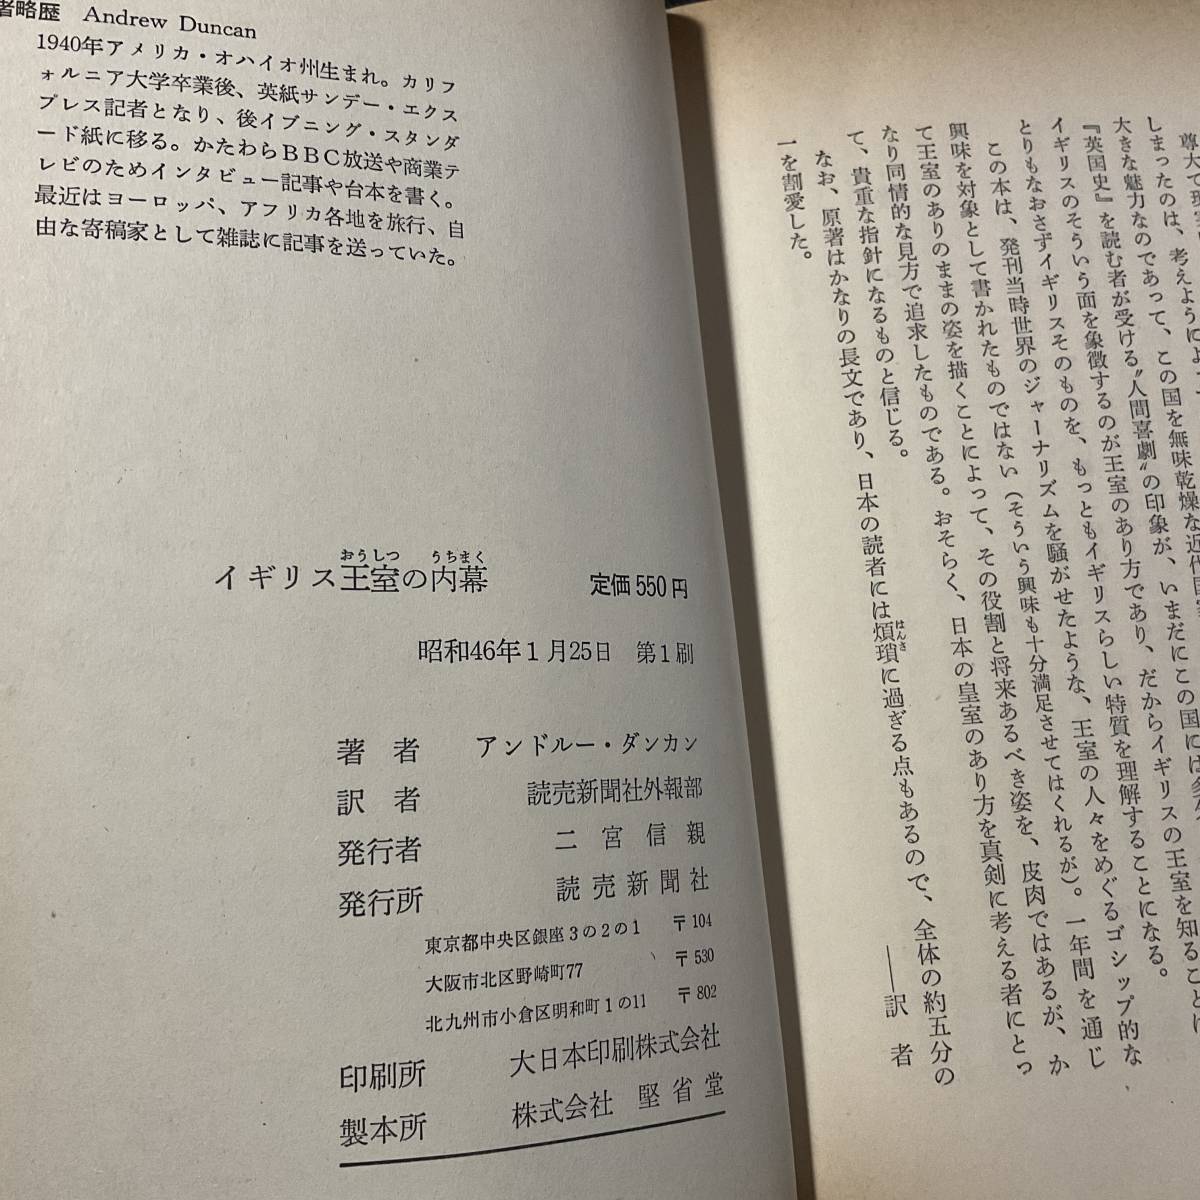 尊大で現
しまったのは、考えようによっ
大きな魅力なのであって、この国を無味乾燥な近代国
『英国史』を読む者が受ける〝人間喜劇〟の印象が、いまだにこの国には多
イギリスのそういう面を象徴するのが王室のあり方であり、だからイギリスの王室を知ることは
とりもなおさずイギリスそのものを、もっともイギリスらしい特質を理解することになる。
この本は、発刊当時世界のジャーナリズムを騒がせたような、王室の人々をめぐるゴシップ的な
興味を対象として書かれたものではない（そういう興味も十分満足させてはくれるが）。一年間を通じ
て王室のありのままの姿を描くことによって、その役割と将来あるべき姿を、皮肉ではあるが、か
なり同情的な見方で追求したものである。おそらく、日本の皇室のあり方を真剣に考える者にとっ
て、貴重な指針になるものと信じる。
なお、原著はかなりの長文であり、日本の読者には煩瑣に過ぎる点もあるので、全体の約五分の
はんさ
一を割愛した。
——訳者
者略歴 Andrew Duncan
1940年アメリカ・オハイオ州生まれ。カリフ
ォルニア大学卒業後、英紙サンデー・エクス
プレス記者となり、後イブニング・スタンダ
ード紙に移る。かたわらBBC放送や商業テ
レビのためインタビュー記事や台本を書く。
最近はヨーロッパ、アフリカ各地を旅行、自
由な寄稿家として雑誌に記事を送っていた。
おうしつ うちまく
イギリス王室の内幕 定価550円
昭和46年1月25日 第1刷
著者 アンドルー・ダンカン
訳者 読売新聞社外報部
発行者 二宮信親
発行所 読売新聞社
東京都中央区銀座3の2の1 〒104
大阪市北区野崎町77 〒530
北九州市小倉区明和町1の11 〒802
印刷所 大日本印刷株式会社
製本所 株式会社 堅省堂